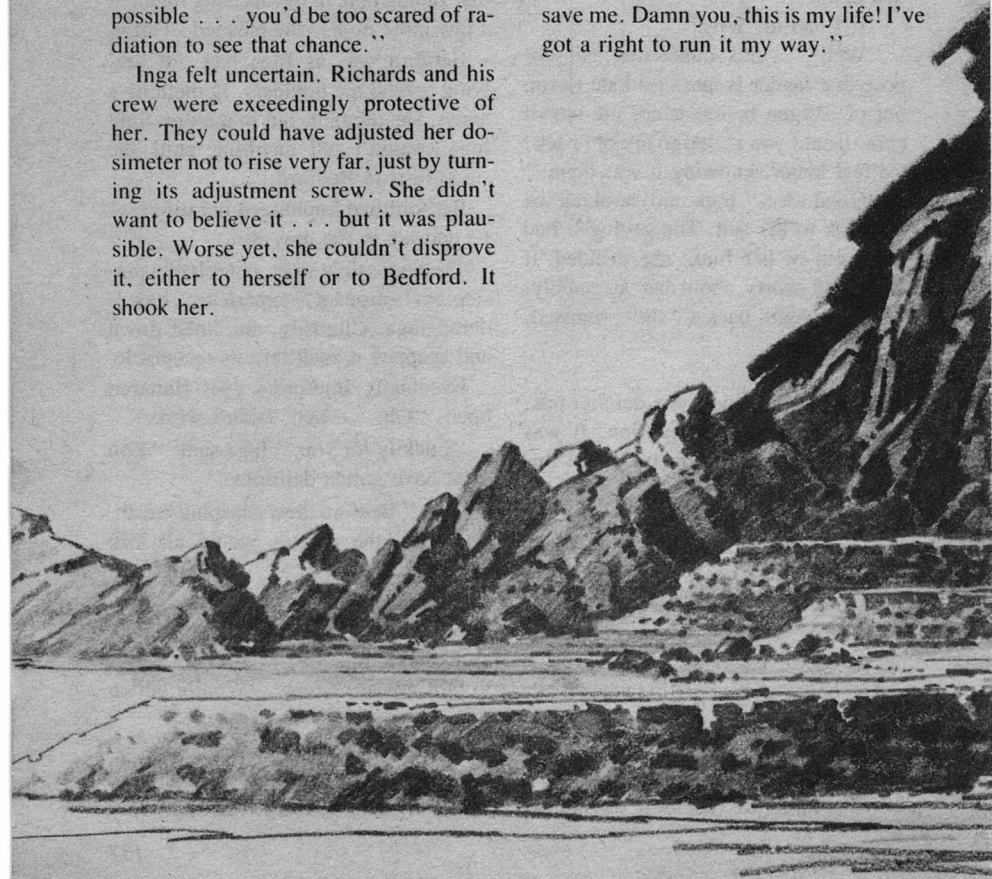 possible . . . you'd be too scared of ra-
diation to see that chance."
Inga felt uncertain. Richards and his
crew were exceedingly protective of
her. They could have adjusted her do-
simeter not to rise very far, just by turn-
ing its adjustment screw. She didn't
want to believe it . . . but it was plau-
sible. Worse yet, she couldn't disprove
it, either to herself or to Bedford. It
shook her.
save me. Damn you, this is my life! I've
got a right to run it my way."